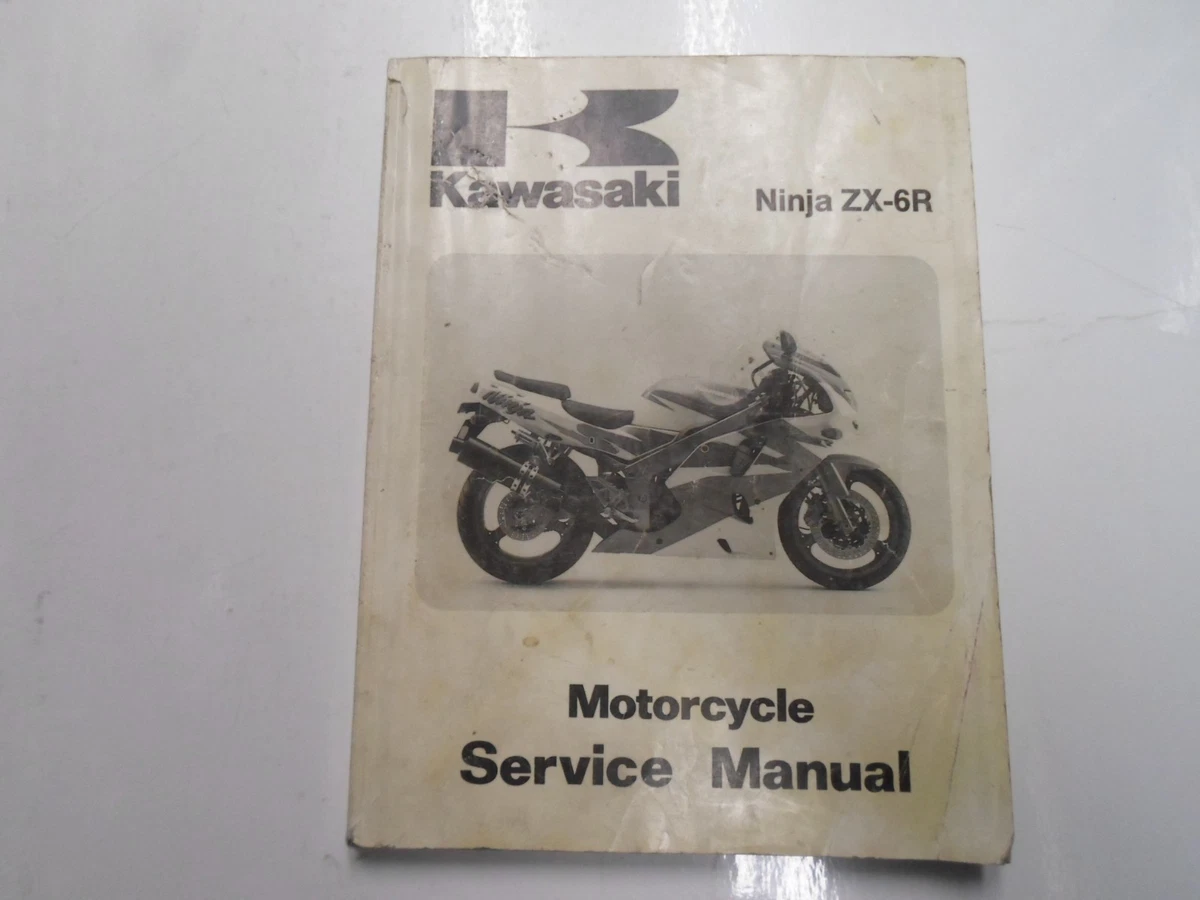 Kawasaki
Ninja ZX-6R
Ninja
Motorcycle
Service Manual